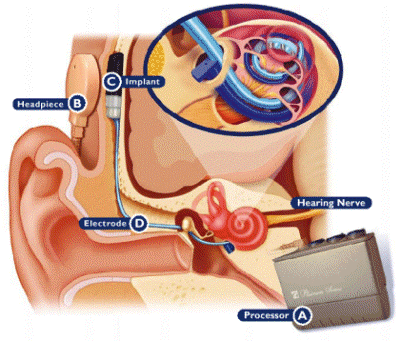 C Implant
Headpiece B
Hearing Nerve
Electrode D
Processor A